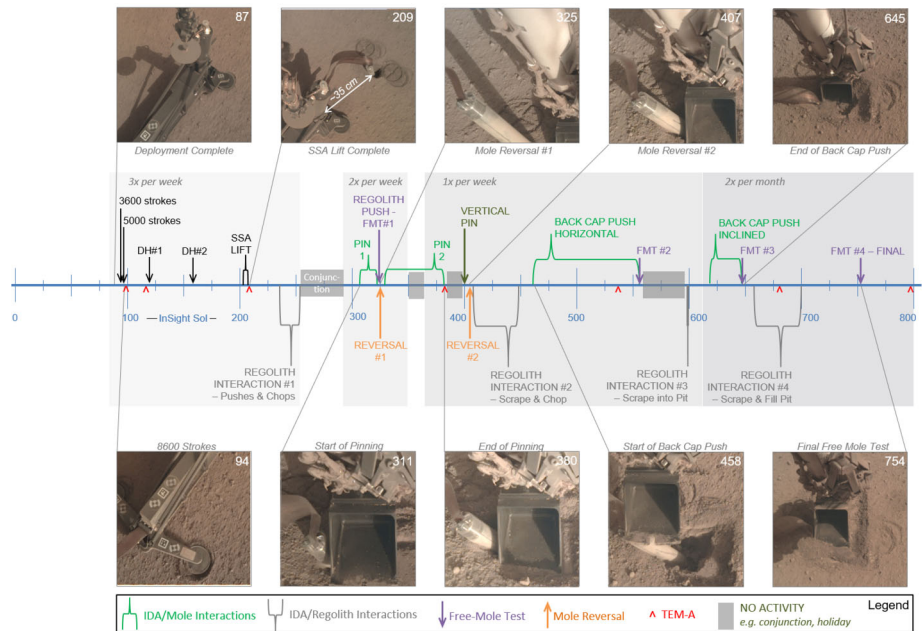 87
209
325
407
645
~35 cm
Deployment Complete
SSA Lift Complete
Mole Reversal #1
Mole Reversal #2
End of Back Cap Push
3x per week
2x per week
1x per week
2x per month
3600 strokes
5000 strokes
DH#1
DH#2
SSA
LIFT
Conjunc-
tion
REGOLITH
PUSH -
FMT#1
PIN
1
PIN
2
VERTICAL
PIN
BACK CAP PUSH
HORIZONTAL
FMT #2
BACK CAP PUSH
INCLINED
FMT #3
FMT #4 – FINAL
0
100
— InSight Sol —
200
300
400
500
600
700
800
REGOLITH
INTERACTION #1
– Pushes & Chops
REVERSAL
#1
REVERSAL
#2
REGOLITH
INTERACTION #2
– Scrape & Chop
REGOLITH
INTERACTION #3
– Scrape into Pit
REGOLITH
INTERACTION #4
– Scrape & Fill Pit
8600 Strokes
Start of Pinning
End of Pinning
Start of Back Cap Push
Final Free Mole Test
94
311
380
458
754
Legend
IDA/Mole Interactions
IDA/Regolith Interactions
Free-Mole Test
Mole Reversal
^ TEM-A
NO ACTIVITY
e.g. conjunction, holiday